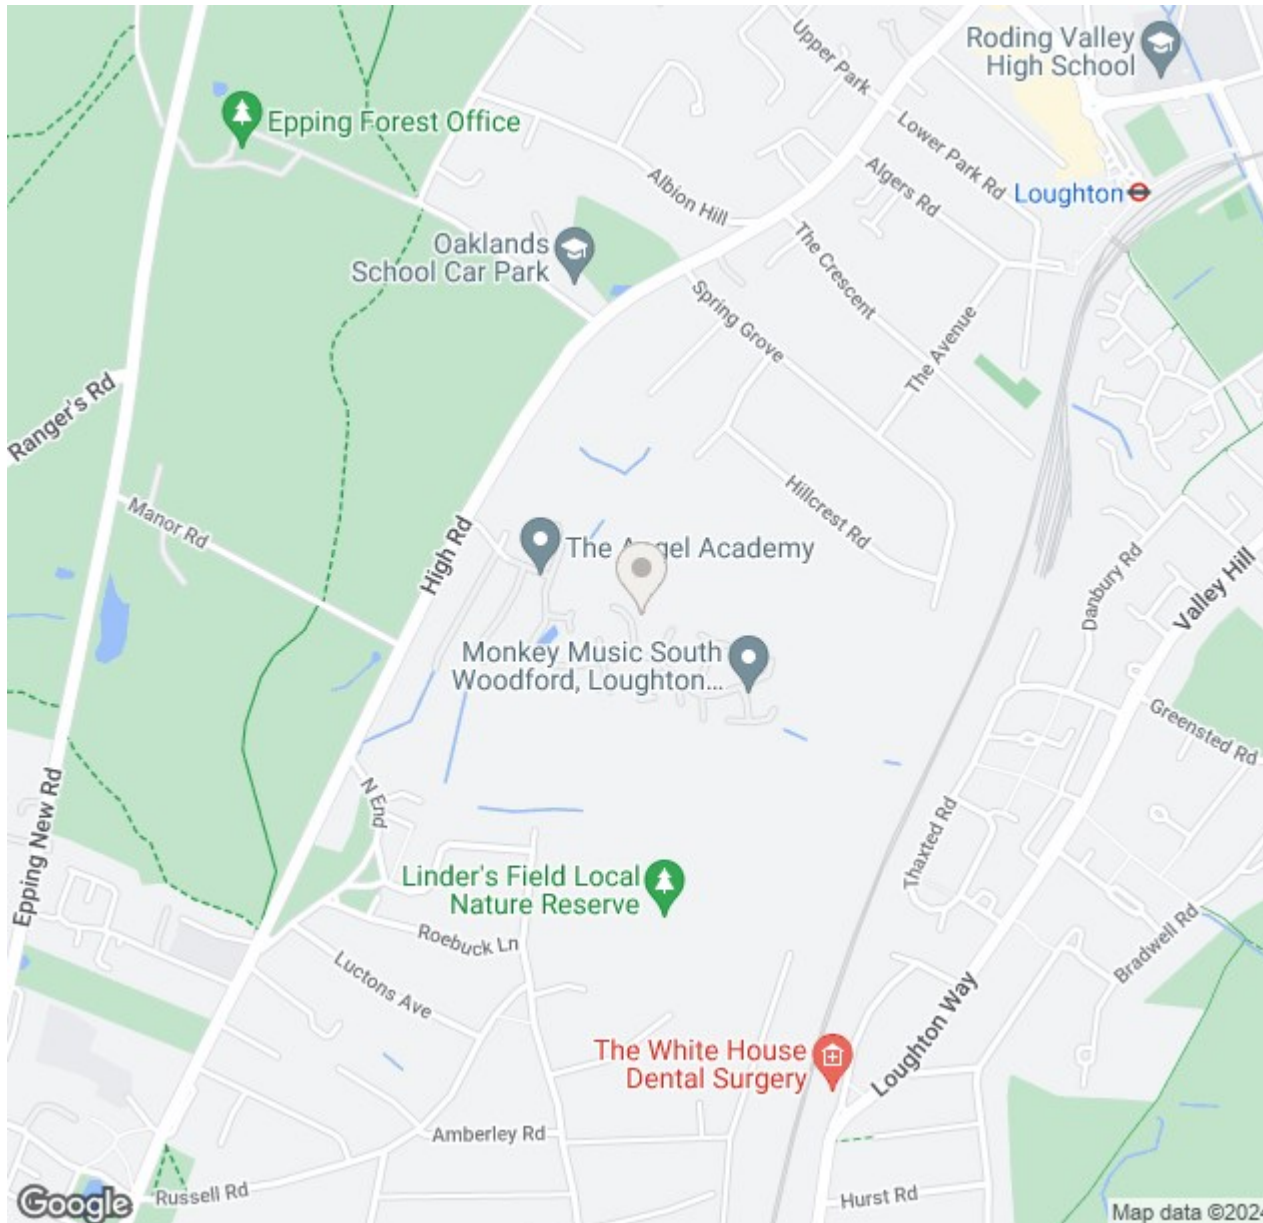 Roding Valley
High School
Upper Park
Epping Forest Office
Lower Park Rd
Algers Rd
Albion Hill
Loughton
Oaklands
School Car Park
The Crescent
Spring Grove
The Avenue
Ranger's Rd
Hillcrest Rd
Manor Rd
High Rd
The Angel Academy
Danbury Rd
Valley Hill
Monkey Music South
Woodford, Loughton...
Greensted Rd
Epping New Rd
N End
Thaxted Rd
Linder's Field Local
Nature Reserve
Roebuck Ln
Bradwell Rd
Luctons Ave
Loughton Way
The White House
Dental Surgery
Amberley Rd
Russell Rd
Hurst Rd
Google
Map data ©2024